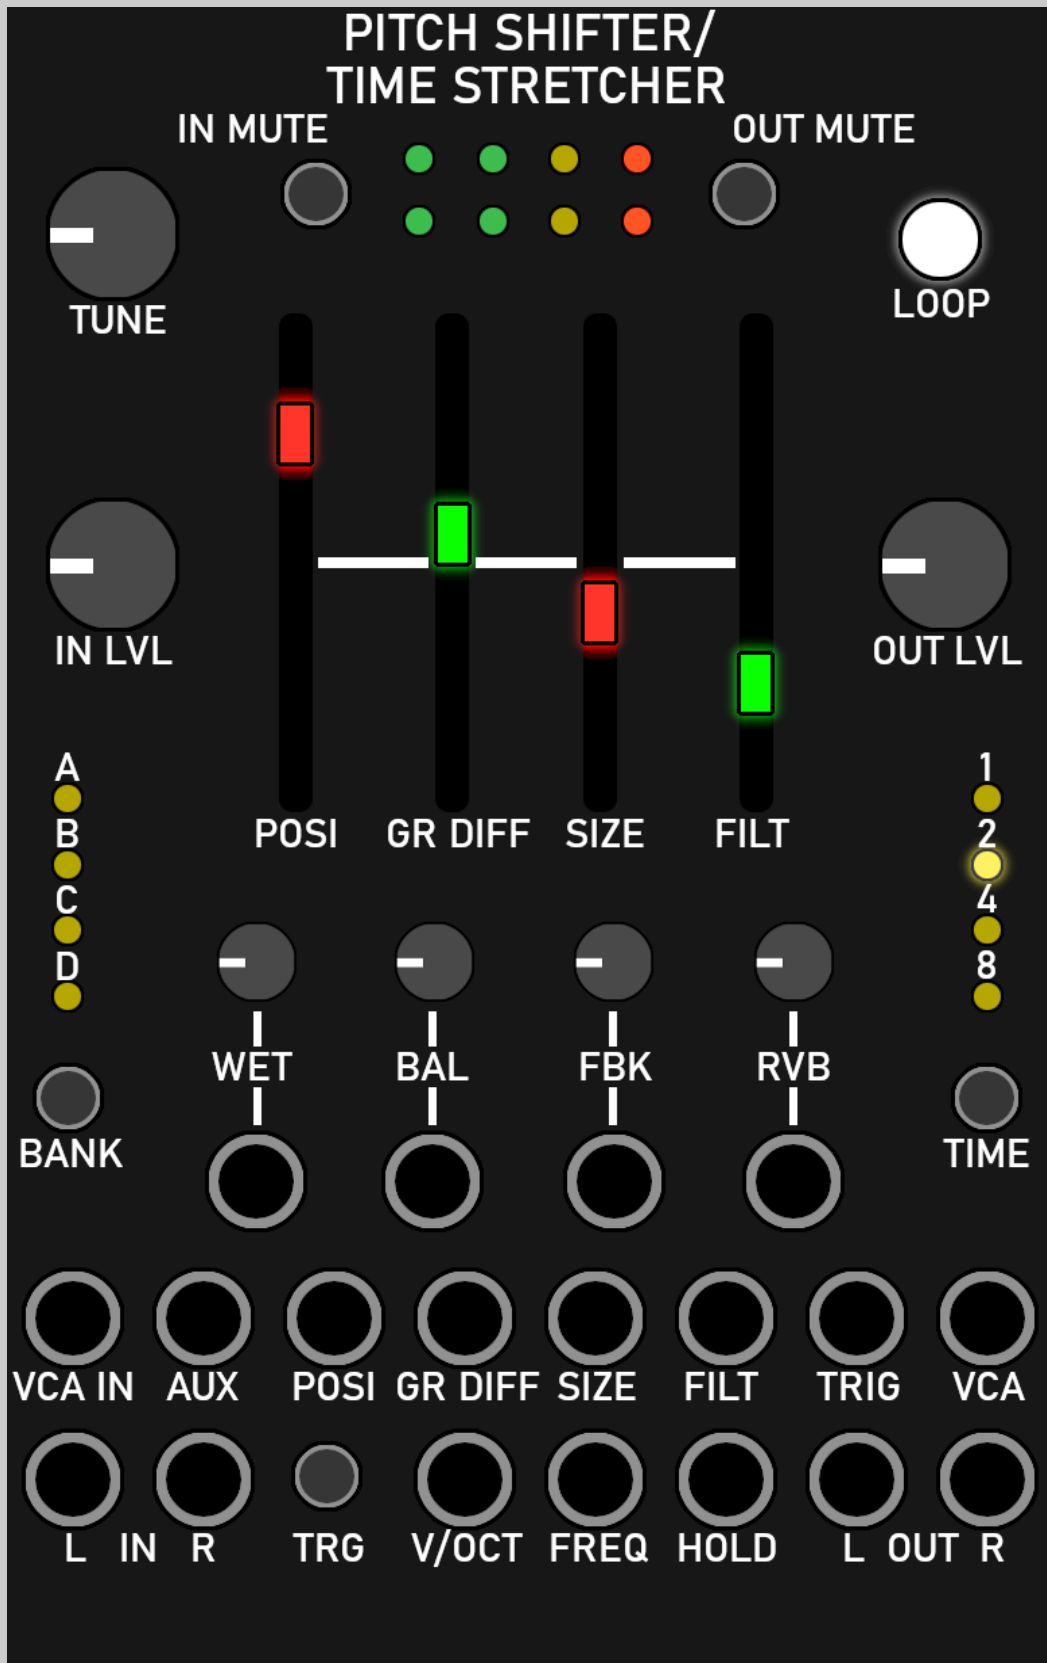 PITCH SHIFTER/
TIME STRETCHER
IN MUTE OUT MUTE
TUNE LOOP
IN LVL OUT LVL
A 1
B 2
C 4
D 8
POSI GR DIFF SIZE FILT
WET BAL FBK RVB
BANK TIME
VCA IN AUX POSI GR DIFF SIZE FILT TRIG VCA
L IN R TRG V/OCT FREQ HOLD L OUT R